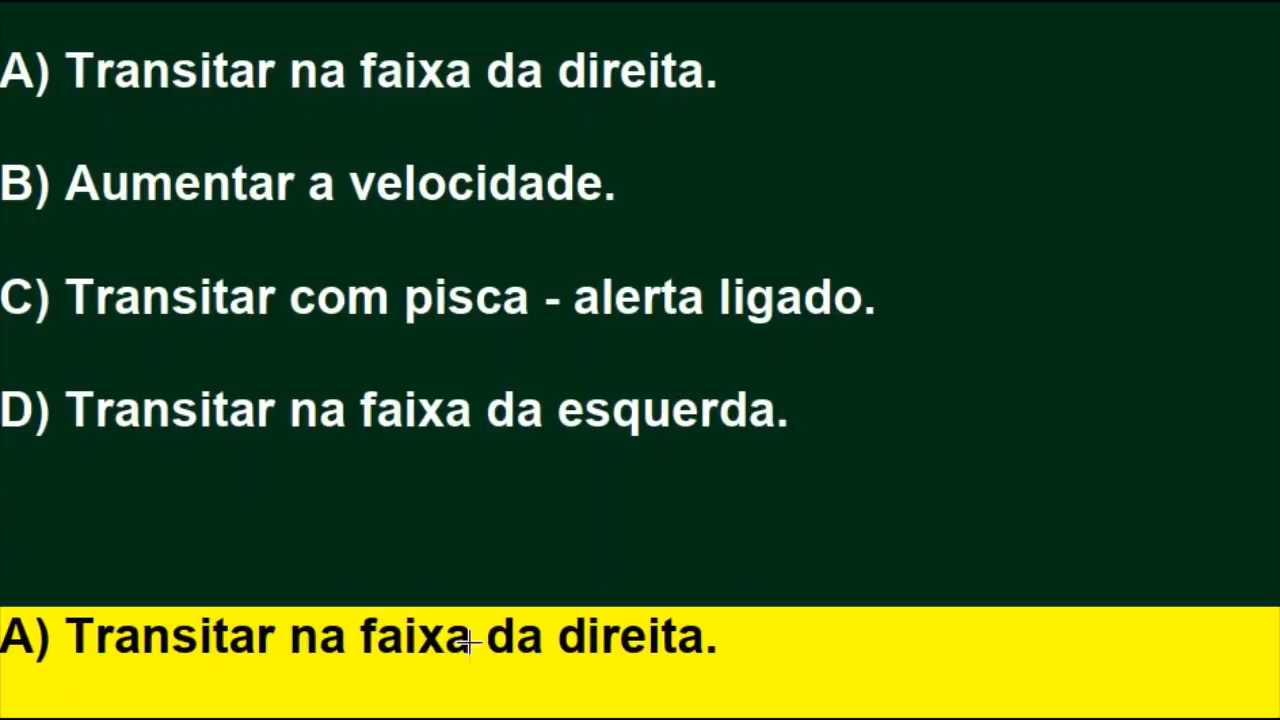 A) Transitar na faixa da direita.
B) Aumentar a velocidade.
C) Transitar com pisca - alerta ligado.
D) Transitar na faixa da esquerda.
A) Transitar na faixa da direita.